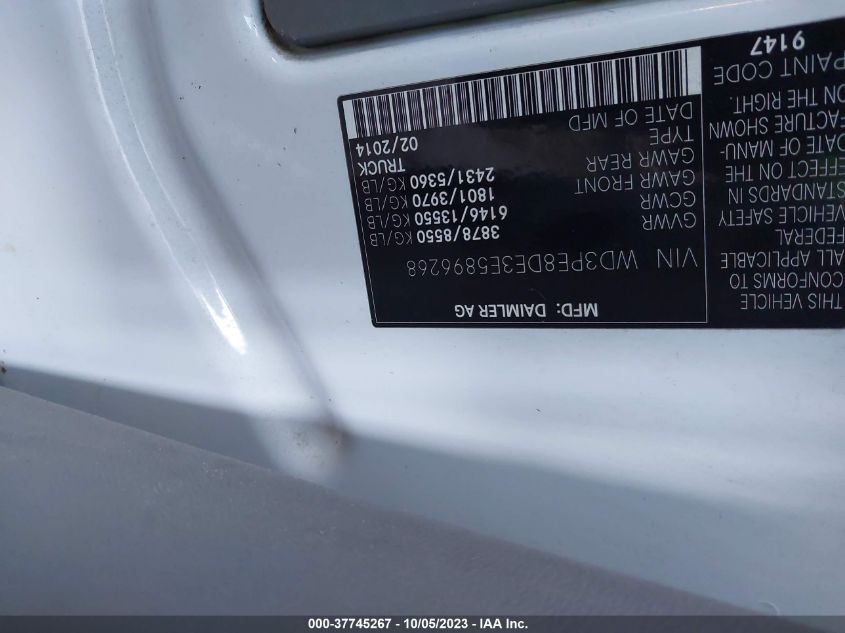 MFD: DAIMLER AG
VIN WD3PE8DE3E5896268
GVWR 3878/8550 KG/LB
GCWR 6146/13550 KG/LB
GAWR FRONT 1801/3970 KG/LB
GAWR REAR 2431/5360 KG/LB
TYPE TRUCK
DATE OF MFD 02/2014
THIS VEHICLE
CONFORMS TO
ALL APPLICABLE
FEDERAL
VEHICLE SAFETY
STANDARDS IN
EFFECT ON THE
DATE OF MANU-
FACTURE SHOWN
ON THE RIGHT.
PAINT CODE
9147
000-37745267 - 10/05/2023 - IAA Inc.